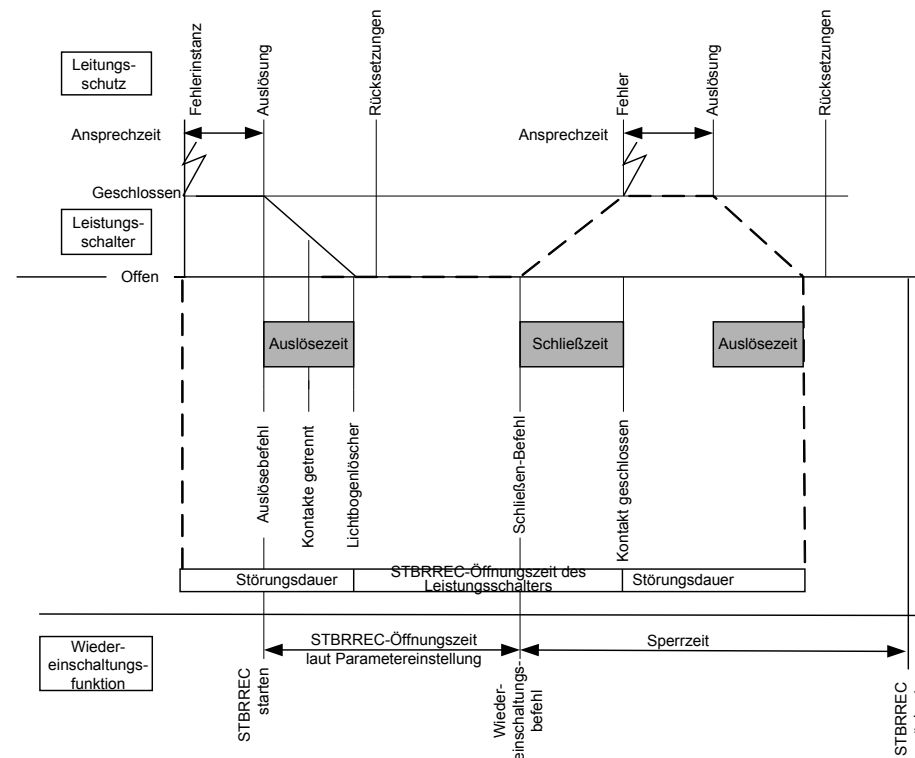 Leitungs-
schutz
Fehlerinstanz
Auslösung
Rücksetzungen
Fehler
Auslösung
Rücksetzungen
Ansprechzeit
Ansprechzeit
Geschlossen
Leistungs-
schalter
Offen
Auslösezeit
Schließzeit
Auslösezeit
Auslösebefehl
Kontakte getrennt
Lichtbogenlöscher
Schließen-Befehl
Kontakt geschlossen
Störungsdauer
STBRREC-Öffnungszeit des
Leistungsschalters
Störungsdauer
Wieder-
einschaltungs-
funktion
STBRREC-Öffnungszeit
laut Parametereinstellung
Sperrzeit
STBRREC
starten
Wieder-
einschaltungs-
befehl
STBRREC